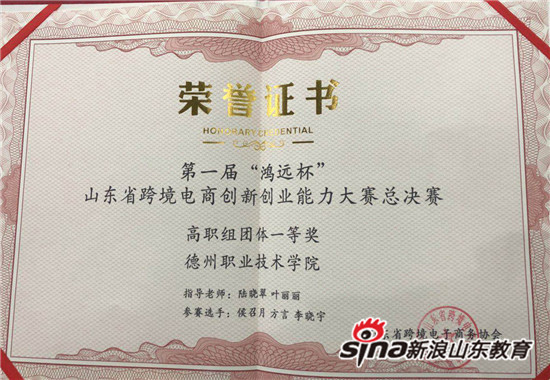 荣誉证书
HONORARY CREDENTIAL
第一届“鸿远杯”
山东省跨境电商创新创业能力大赛总决赛
高职组团体一等奖
德州职业技术学院
指导老师：陆晓翠 叶丽丽
参赛选手：侯召月 方言 李晓宇
山东省跨境电子商务协会
sina新浪山东教育